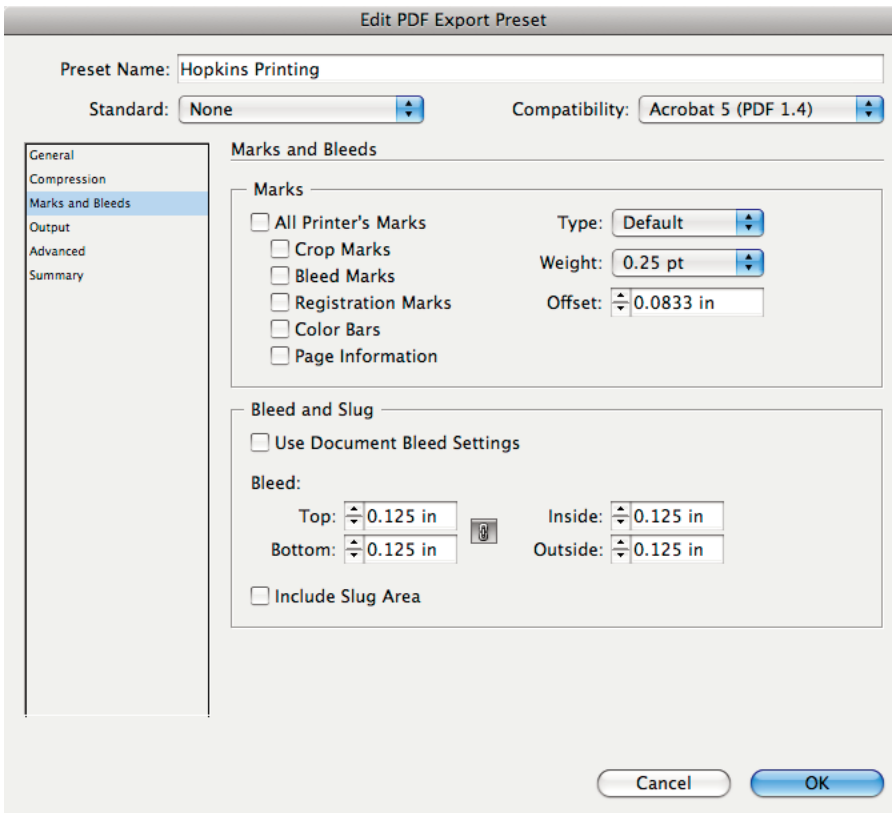 Edit PDF Export Preset
Preset Name: Hopkins Printing
Standard: None Compatibility: Acrobat 5 (PDF 1.4)
General
Compression
Marks and Bleeds
Output
Advanced
Summary
Marks and Bleeds
Marks
All Printer's Marks
Crop Marks
Bleed Marks
Registration Marks
Color Bars
Page Information
Type: Default
Weight: 0.25 pt
Offset: 0.0833 in
Bleed and Slug
Use Document Bleed Settings
Bleed:
Top: 0.125 in Inside: 0.125 in
Bottom: 0.125 in Outside: 0.125 in
Include Slug Area
Cancel OK